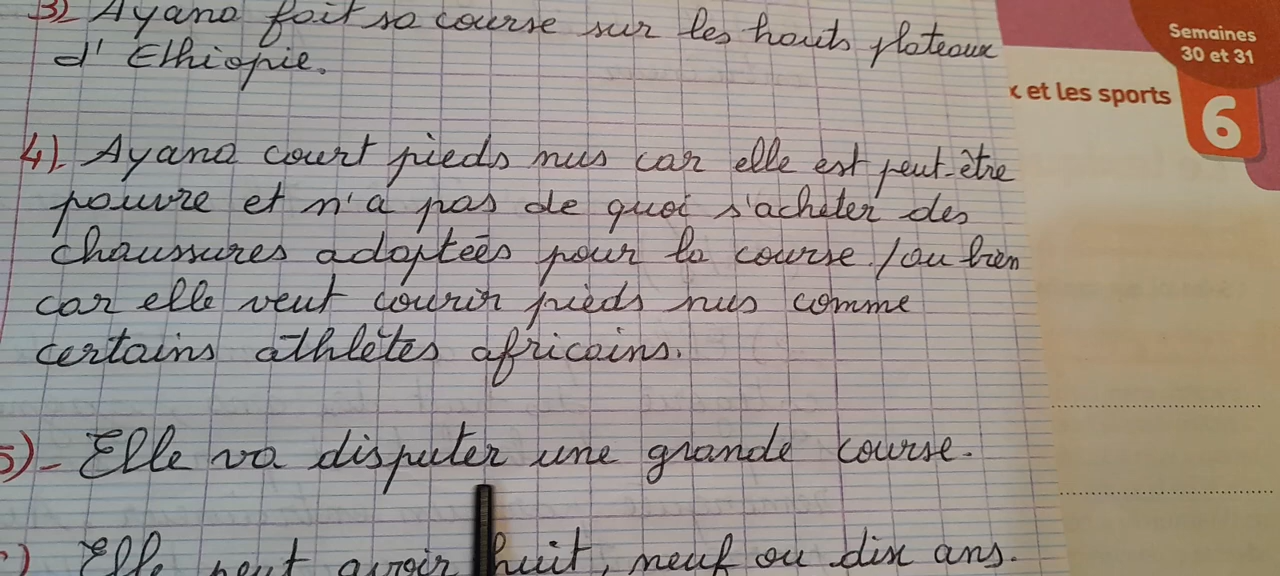 3) Ayana fait sa course sur les hauts plateaux
d'Ethiopie.
4). Ayana court pieds nus car elle est peut-être
pauvre et n'a pas de quoi s'acheter des
chaussures adaptées pour la course./ou bien
car elle veut courir pieds nus comme
certains athlètes africains.
5)- Elle va disputer une grande course.
) Elle peut avoir huit, neuf ou dix ans.
Semaines
30 et 31
x et les sports
6